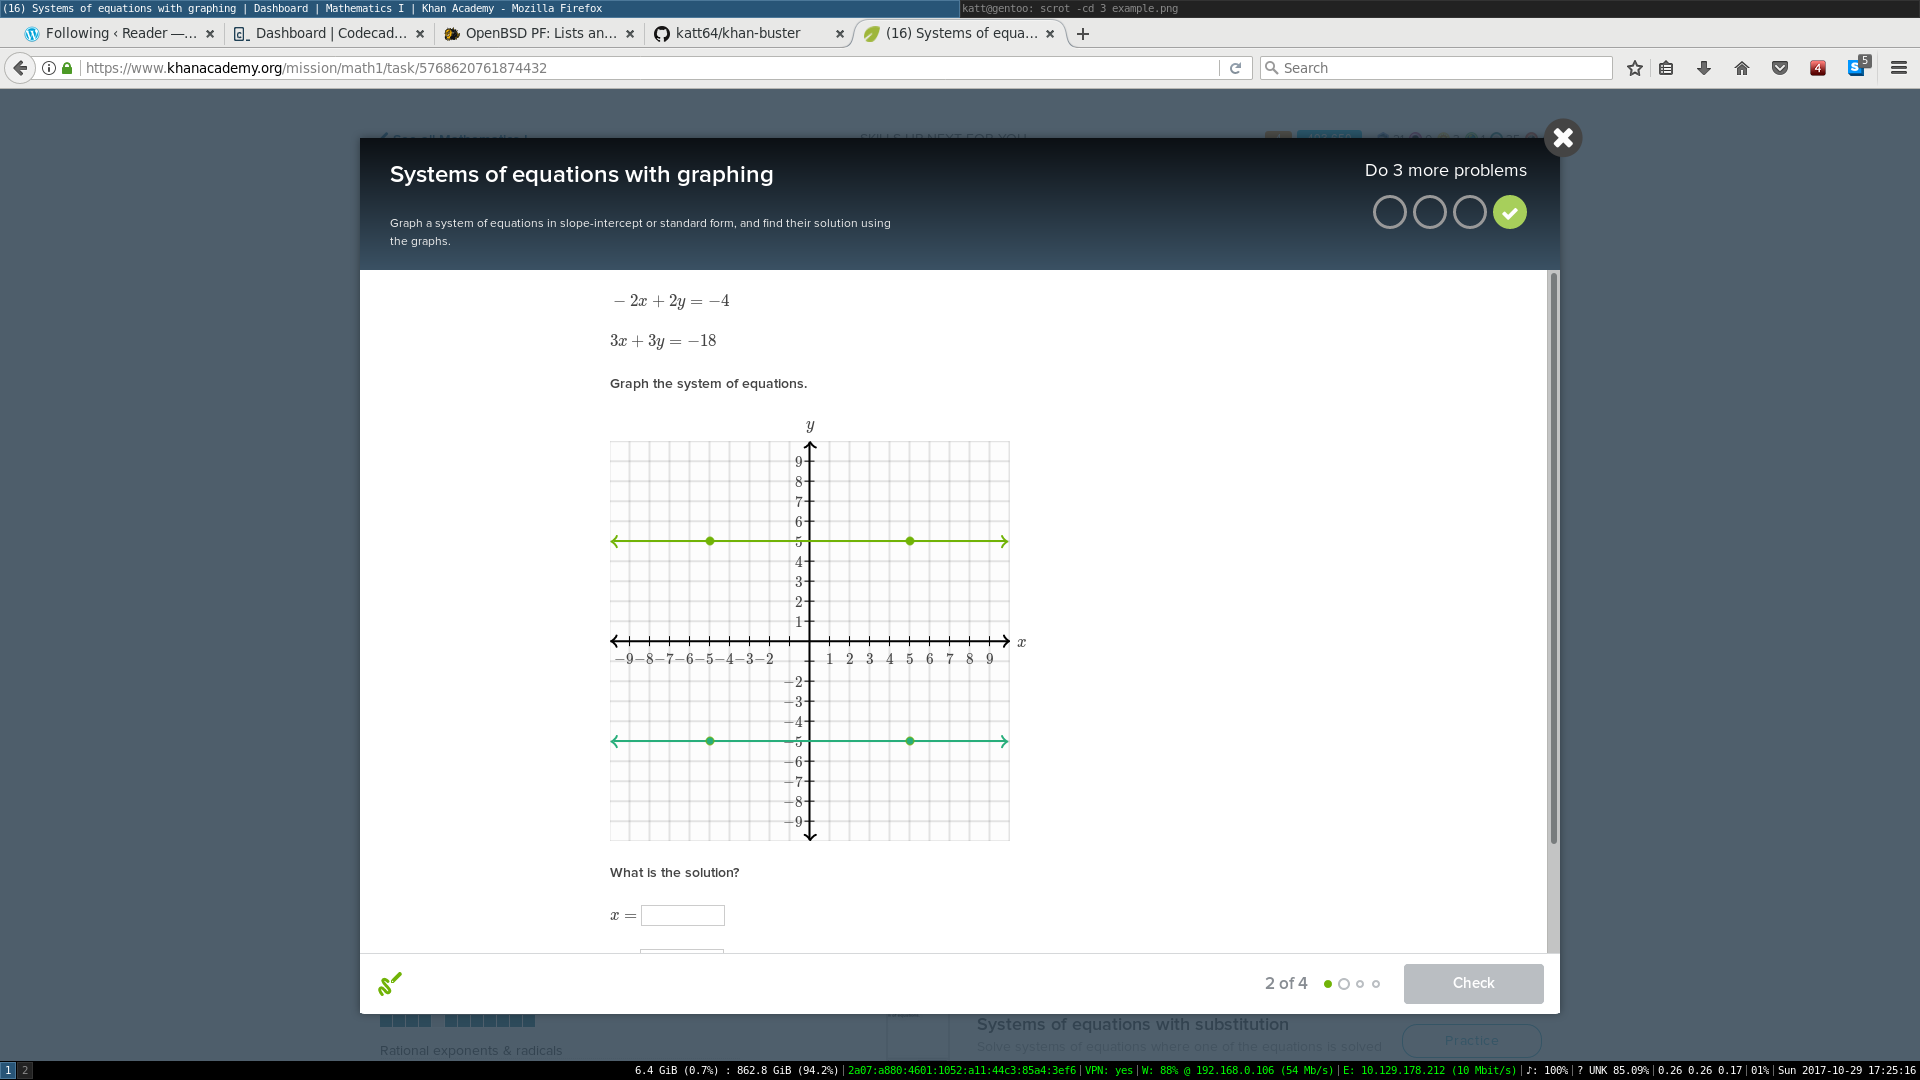 (16) Systems of equations with graphing | Dashboard | Mathematics I | Khan Academy - Mozilla Firefox
katt@gentoo: scrot -cd 3 example.png
Following ‹ Reader —...
Dashboard | Codecad...
OpenBSD PF: Lists an...
katt64/khan-buster
(16) Systems of equa...
https://www.khanacademy.org/mission/math1/task/5768620761874432
Search
4
5
Systems of equations with graphing
Do 3 more problems
Graph a system of equations in slope-intercept or standard form, and find their solution using
the graphs.
-2x + 2y = -4
3x + 3y = -18
Graph the system of equations.
y
9
8
7
6
5
4
3
2
1
x
-9 -8 -7 -6 -5 -4 -3 -2 1 2 3 4 5 6 7 8 9
-2
-3
-4
-5
-6
-7
-8
-9
What is the solution?
x =
2 of 4
Check
Systems of equations with substitution
Solve systems of equations where one of the equations is solved
Practice
Rational exponents & radicals
1 2
6.4 GiB (0.7%) : 862.8 GiB (94.2%) | 2a07:a880:4601:1052:a11:44c3:85a4:3ef6 | VPN: yes | W: 88% @ 192.168.0.106 (54 Mb/s) | E: 10.129.178.212 (10 Mbit/s) | ♪: 100% | ? UNK 85.09% | 0.26 0.26 0.17 | 01% | Sun 2017-10-29 17:25:16